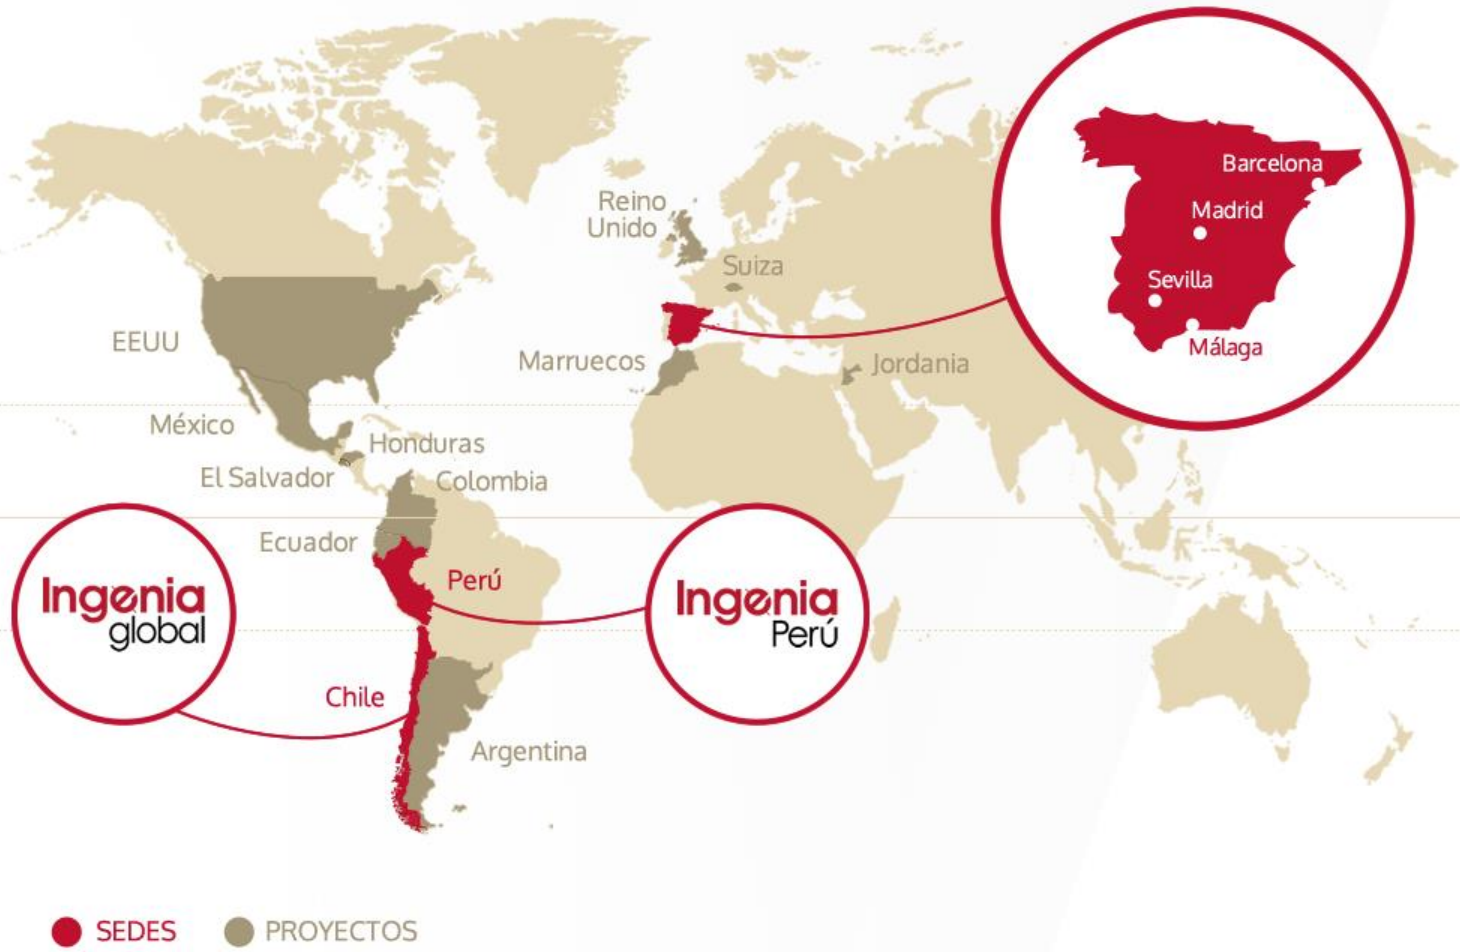 Barcelona
Madrid
Sevilla
Málaga
Reino
Unido
Suiza
EEUU
Marruecos
Jordania
México
Honduras
El Salvador
Colombia
Ecuador
Perú
Ingenia
global
Ingenia
Perú
Chile
Argentina
SEDES
PROYECTOS